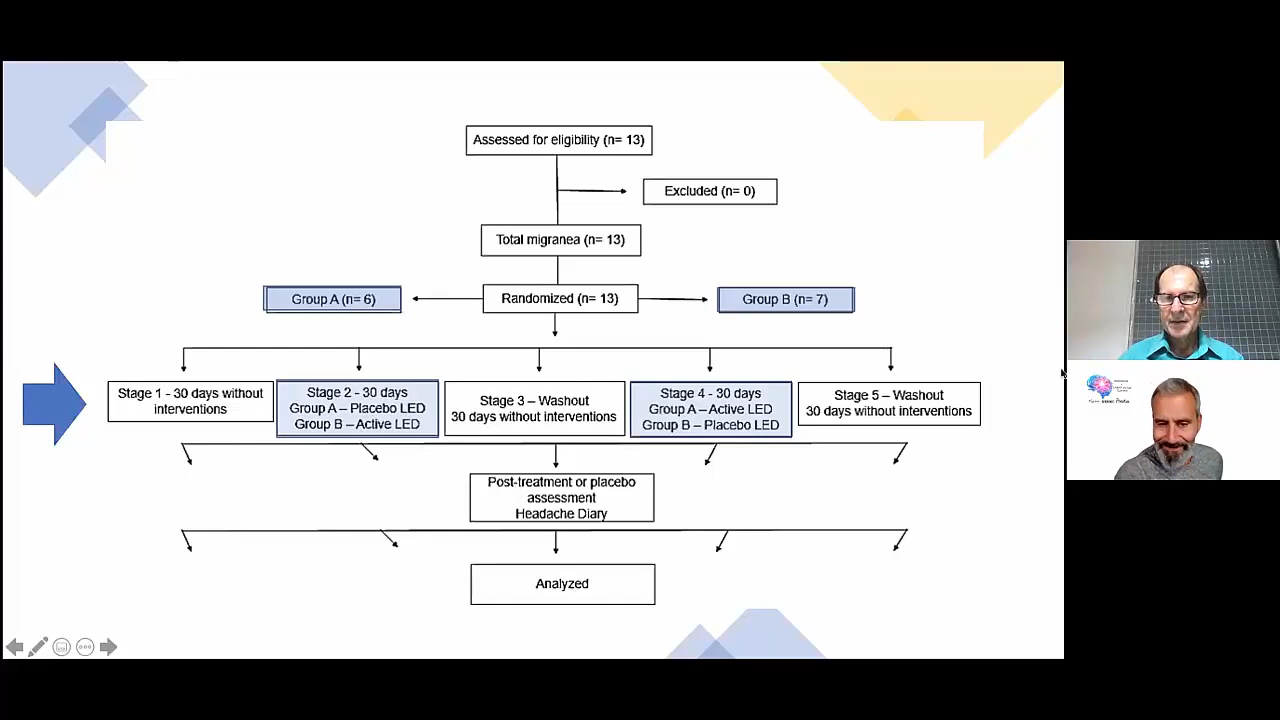 Assessed for eligibility (n= 13)
Excluded (n= 0)
Total migranea (n= 13)
Group A (n= 6)
Randomized (n= 13)
Group B (n= 7)
Stage 1 - 30 days without
interventions
Stage 2 - 30 days
Group A – Placebo LED
Group B – Active LED
Stage 3 – Washout
30 days without interventions
Stage 4 - 30 days
Group A – Active LED
Group B – Placebo LED
Stage 5 – Washout
30 days without interventions
Post-treatment or placebo
assessment
Headache Diary
Analyzed